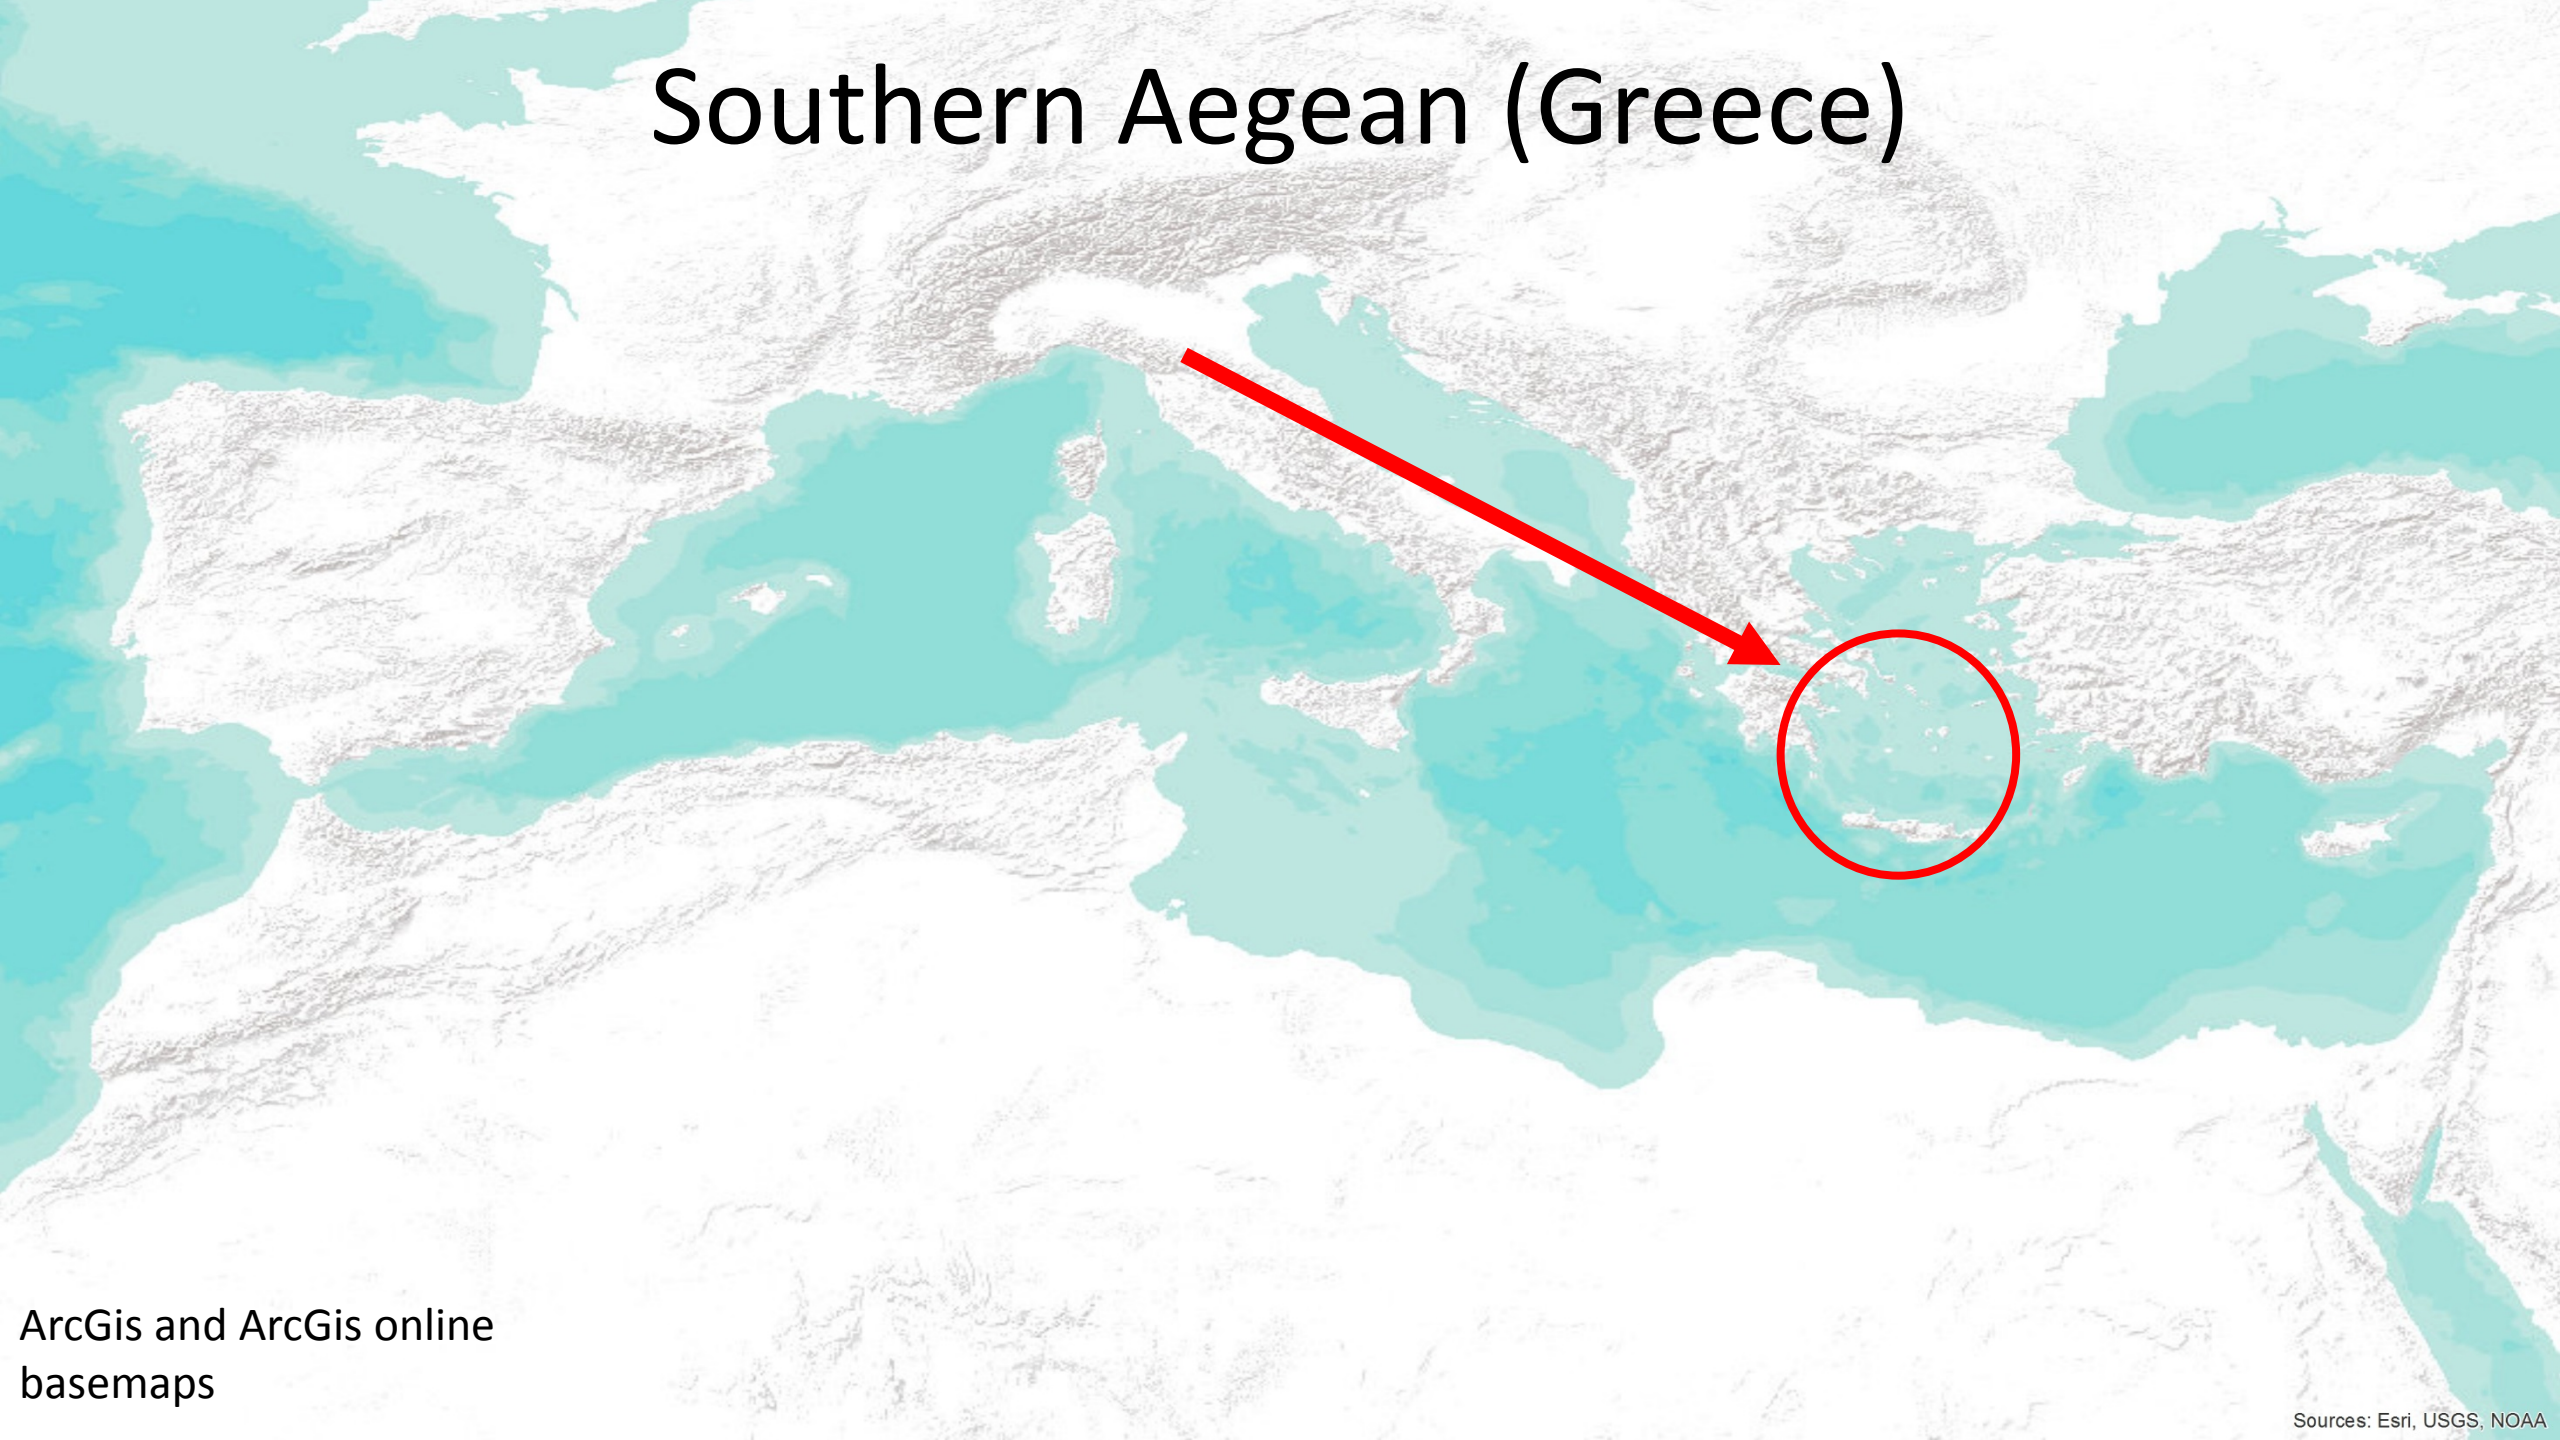 Southern Aegean (Greece)
ArcGis and ArcGis online
basemaps
Sources: Esri, USGS, NOAA